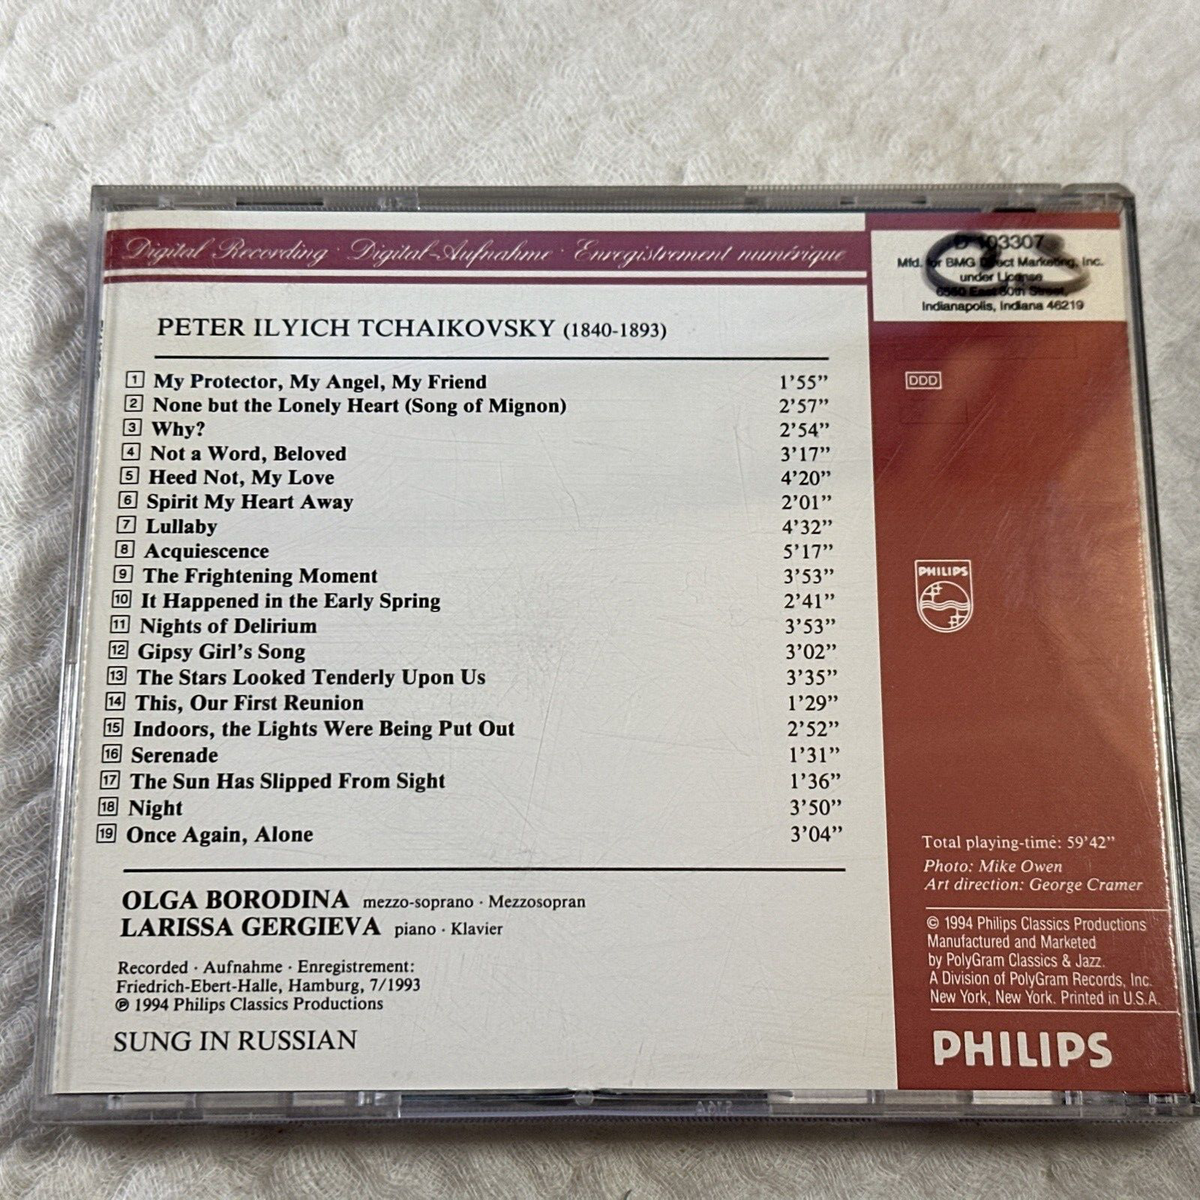 Digital Recording · Digital-Aufnahme · Enregistrement numérique
PETER ILYICH TCHAIKOVSKY (1840-1893)
1 My Protector, My Angel, My Friend 1’55”
2 None but the Lonely Heart (Song of Mignon) 2’57”
3 Why? 2’54”
4 Not a Word, Beloved 3’17”
5 Heed Not, My Love 4’20”
6 Spirit My Heart Away 2’01”
7 Lullaby 4’32”
8 Acquiescence 5’17”
9 The Frightening Moment 3’53”
10 It Happened in the Early Spring 2’41”
11 Nights of Delirium 3’53”
12 Gipsy Girl’s Song 3’02”
13 The Stars Looked Tenderly Upon Us 3’35”
14 This, Our First Reunion 1’29”
15 Indoors, the Lights Were Being Put Out 2’52”
16 Serenade 1’31”
17 The Sun Has Slipped From Sight 1’36”
18 Night 3’50”
19 Once Again, Alone 3’04”
OLGA BORODINA mezzo-soprano · Mezzosopran
LARISSA GERGIEVA piano · Klavier
Recorded · Aufnahme · Enregistrement:
Friedrich-Ebert-Halle, Hamburg, 7/1993
℗ 1994 Philips Classics Productions
SUNG IN RUSSIAN
D 103307
Mfd. for BMG Direct Marketing, Inc.
under License
6550 East 30th Street,
Indianapolis, Indiana 46219
DDD
PHILIPS
Total playing-time: 59’42”
Photo: Mike Owen
Art direction: George Cramer
© 1994 Philips Classics Productions
Manufactured and Marketed
by PolyGram Classics & Jazz.
A Division of PolyGram Records, Inc.
New York, New York. Printed in U.S.A.
PHILIPS